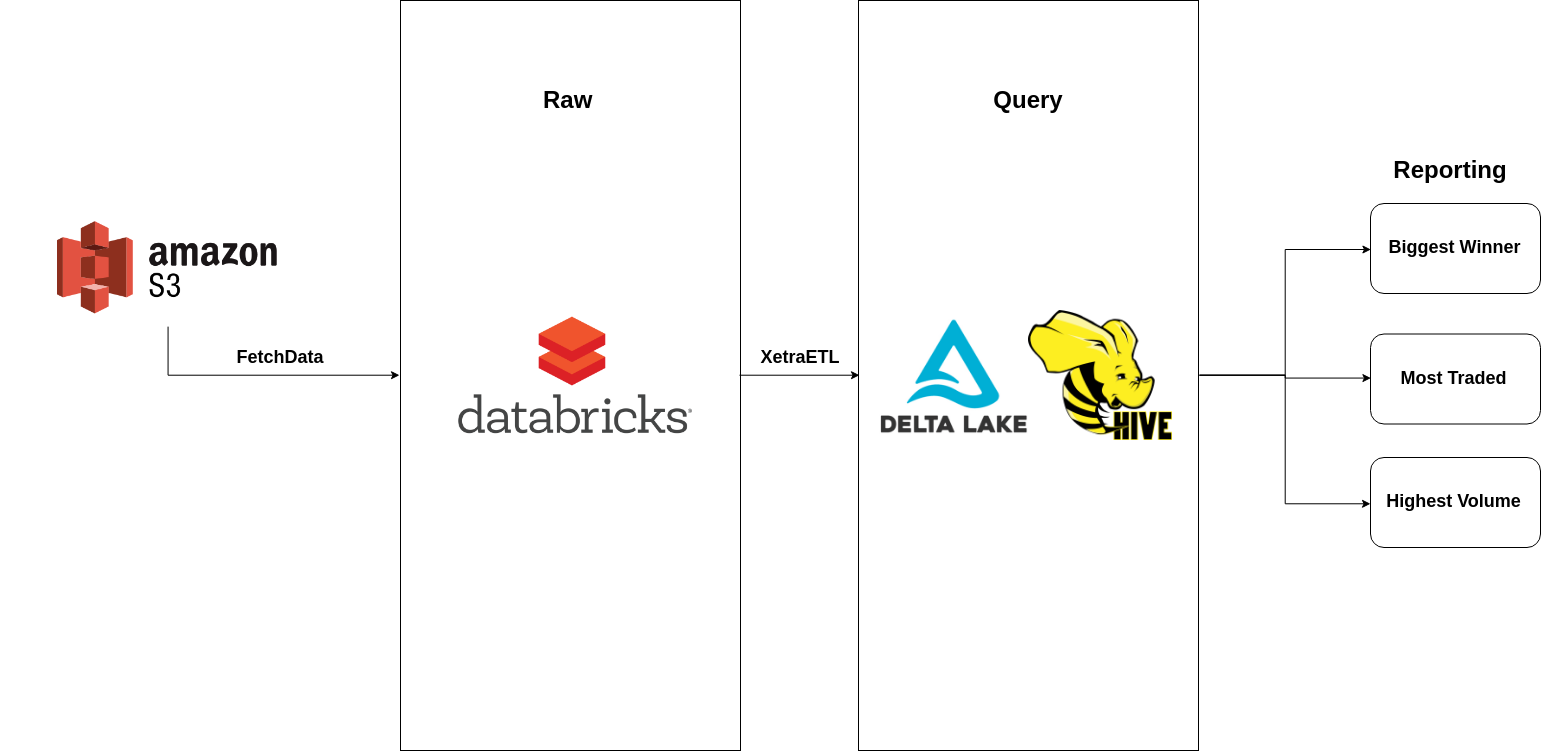 Raw
Query
Reporting
amazon
S3
Biggest Winner
FetchData
XetraETL
Most Traded
databricks®
DELTA LAKE
HIVE
Highest Volume